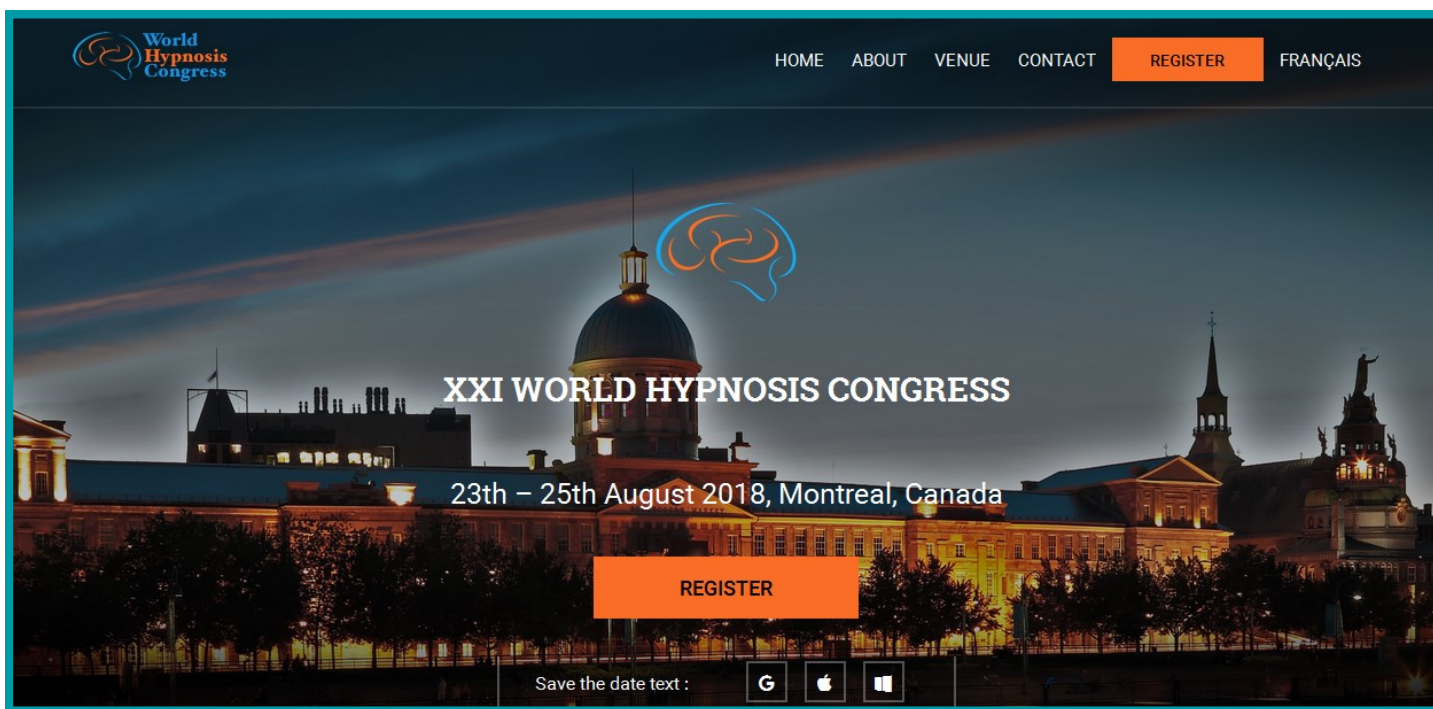 World
Hypnosis
Congress
HOME ABOUT VENUE CONTACT REGISTER FRANÇAIS
XXI WORLD HYPNOSIS CONGRESS
23th – 25th August 2018, Montreal, Canada
REGISTER
Save the date text :